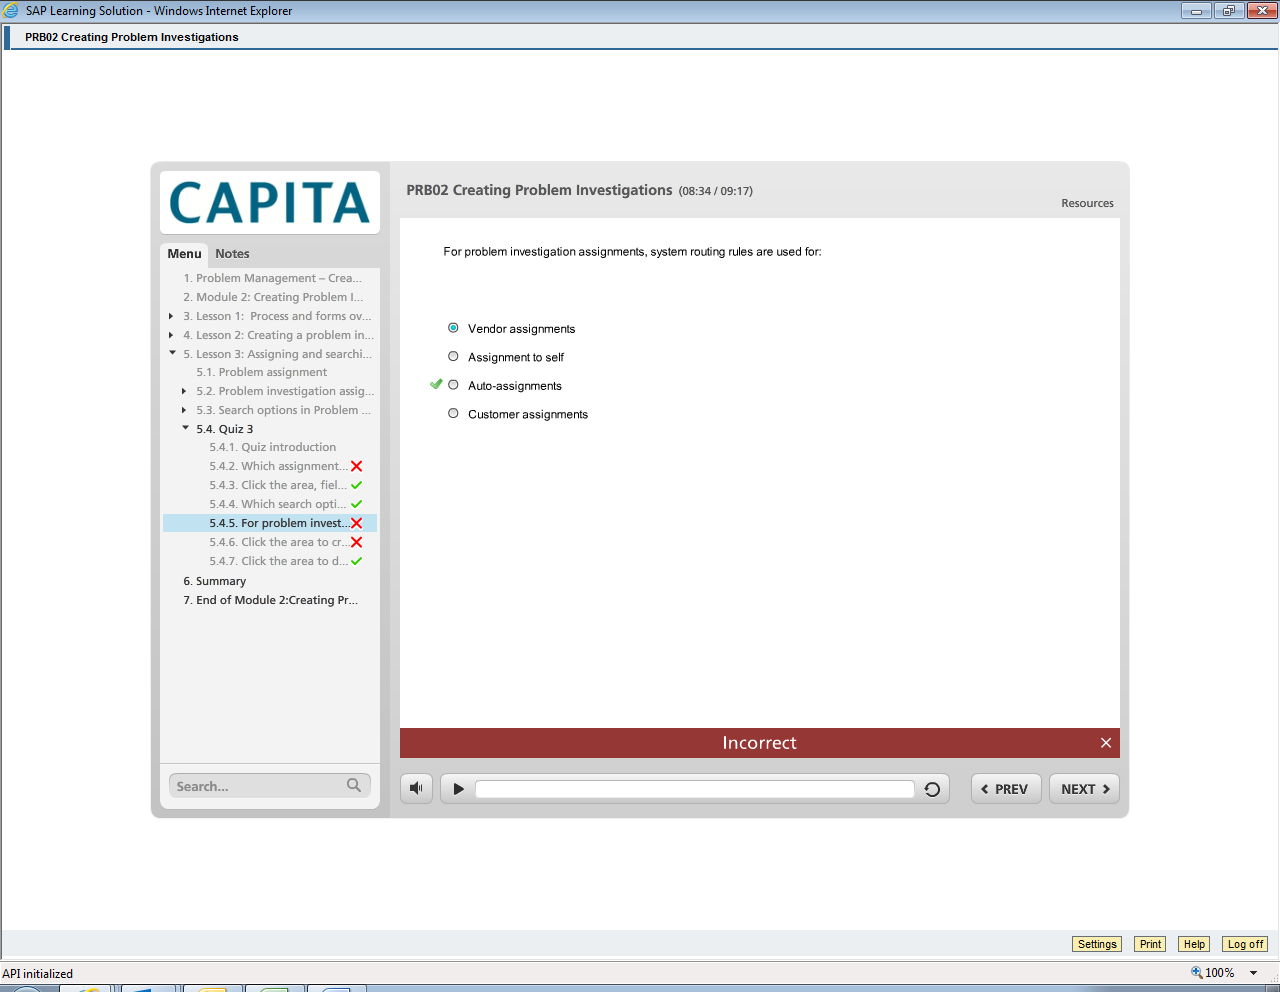 SAP Learning Solution - Windows Internet Explorer
PRB02 Creating Problem Investigations
CAPITA
PRB02 Creating Problem Investigations (08:34 / 09:17)
Resources
Menu Notes
1. Problem Management – Crea...
2. Module 2: Creating Problem I...
3. Lesson 1: Process and forms ov...
4. Lesson 2: Creating a problem in...
5. Lesson 3: Assigning and searchi...
5.1. Problem assignment
5.2. Problem investigation assig...
5.3. Search options in Problem ...
5.4. Quiz 3
5.4.1. Quiz introduction
5.4.2. Which assignment...
5.4.3. Click the area, fiel...
5.4.4. Which search opti...
5.4.5. For problem invest...
5.4.6. Click the area to cr...
5.4.7. Click the area to d...
6. Summary
7. End of Module 2:Creating Pr...
Search...
For problem investigation assignments, system routing rules are used for:
Vendor assignments
Assignment to self
Auto-assignments
Customer assignments
Incorrect
PREV NEXT
Settings Print Help Log off
API initialized
100%